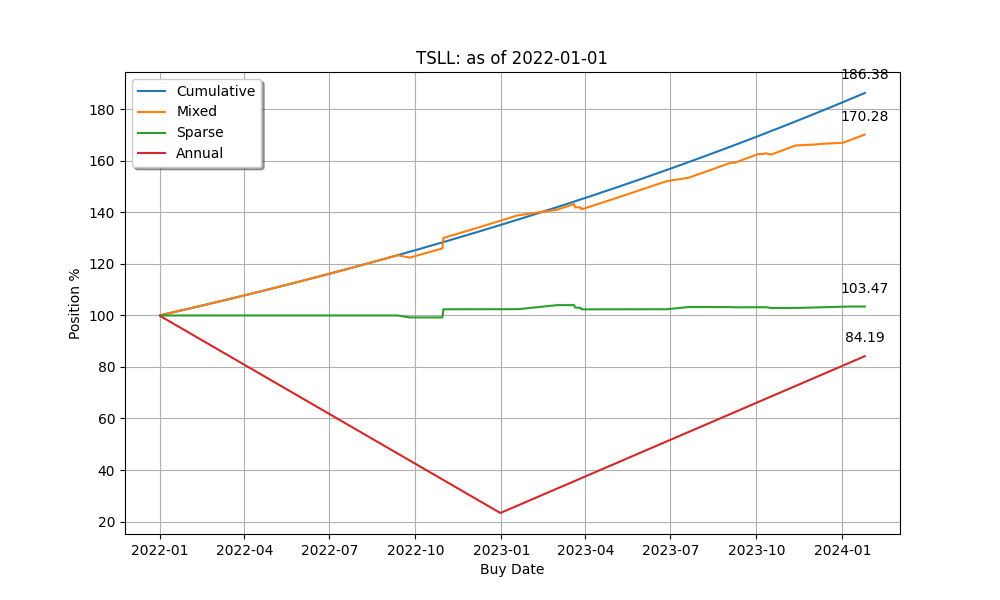 TSLL: as of 2022-01-01
Cumulative
Mixed
Sparse
Annual
186.38
170.28
103.47
84.19
Position %
180
160
140
120
100
80
60
40
20
2022-01 2022-04 2022-07 2022-10 2023-01 2023-04 2023-07 2023-10 2024-01
Buy Date